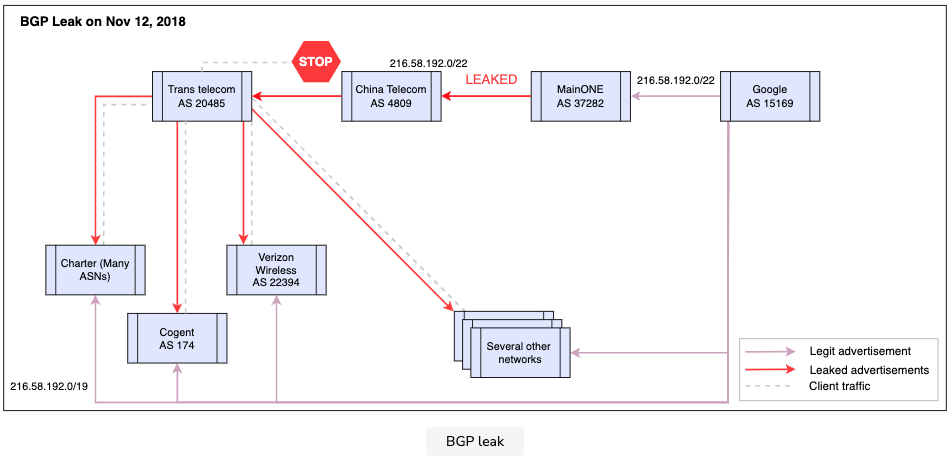 BGP Leak on Nov 12, 2018
STOP
216.58.192.0/22
LEAKED
216.58.192.0/22
Trans telecom
AS 20485
China Telecom
AS 4809
MainONE
AS 37282
Google
AS 15169
Charter (Many
ASNs)
Verizon
Wireless
AS 22394
Cogent
AS 174
Several other
networks
216.58.192.0/19
Legit advertisement
Leaked advertisements
Client traffic
BGP leak